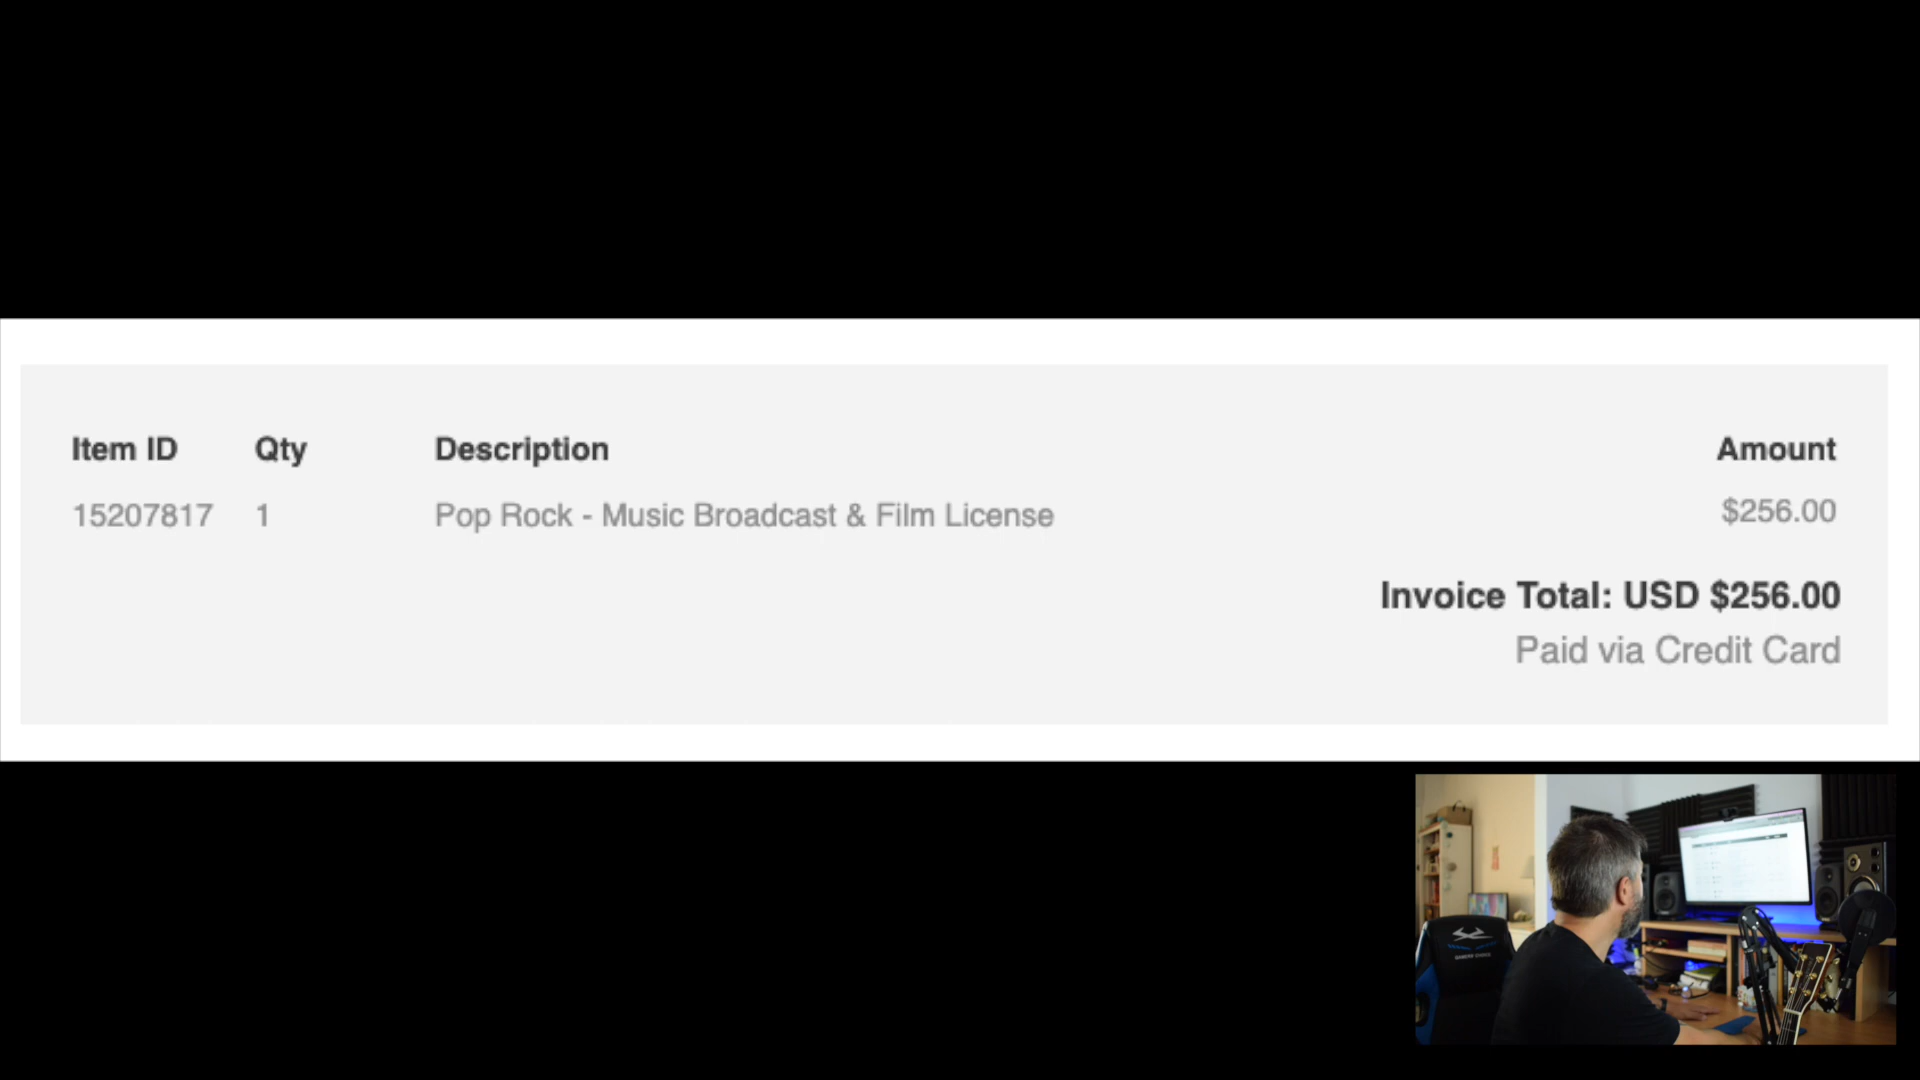 Item ID Qty Description Amount
15207817 1 Pop Rock - Music Broadcast & Film License $256.00
Invoice Total: USD $256.00
Paid via Credit Card